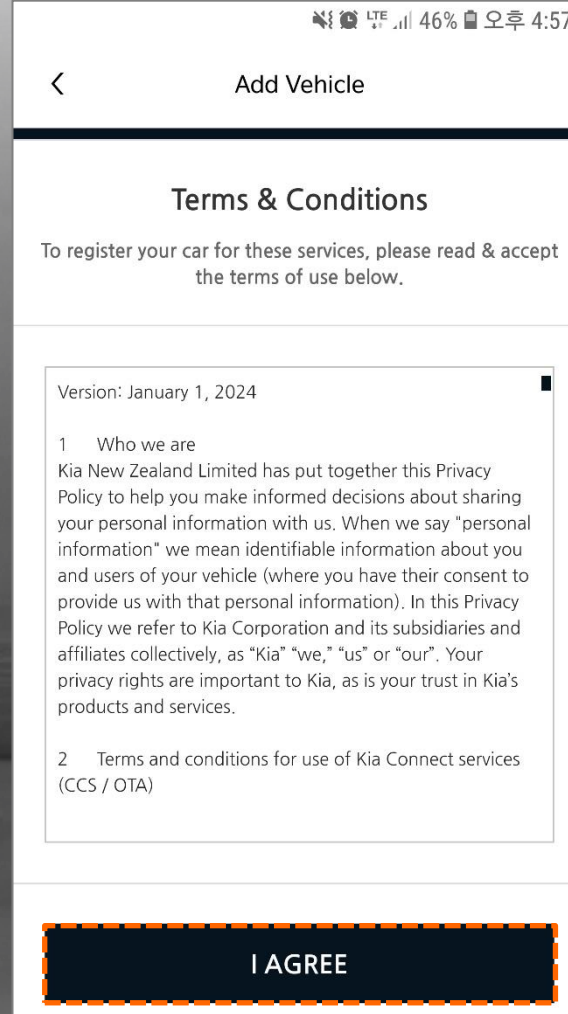 LTE 46% 오후 4:57
Add Vehicle
Terms & Conditions
To register your car for these services, please read & accept
the terms of use below.
Version: January 1, 2024
1 Who we are
Kia New Zealand Limited has put together this Privacy
Policy to help you make informed decisions about sharing
your personal information with us. When we say "personal
information" we mean identifiable information about you
and users of your vehicle (where you have their consent to
provide us with that personal information). In this Privacy
Policy we refer to Kia Corporation and its subsidiaries and
affiliates collectively, as “Kia” “we,” “us” or “our”. Your
privacy rights are important to Kia, as is your trust in Kia’s
products and services.
2 Terms and conditions for use of Kia Connect services
(CCS / OTA)
I AGREE